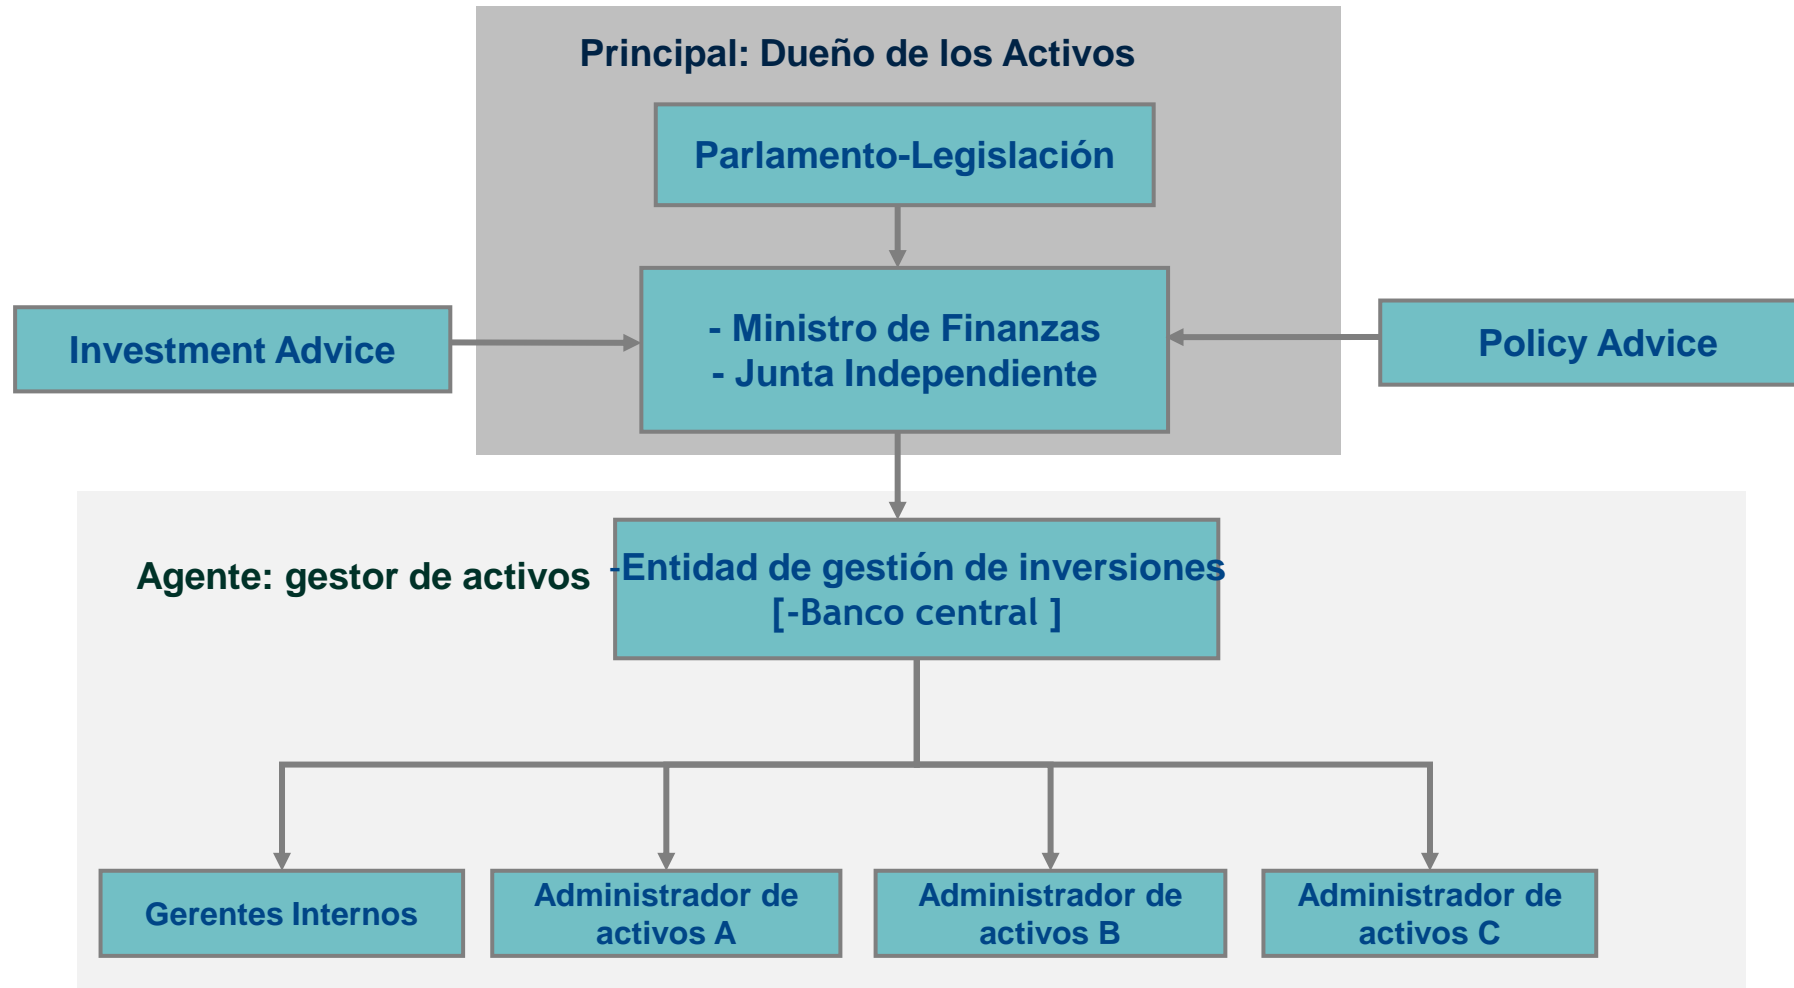 Principal: Dueño de los Activos
Parlamento-Legislación
Investment Advice
- Ministro de Finanzas
- Junta Independiente
Policy Advice
Agente: gestor de activos
-Entidad de gestión de inversiones
[-Banco central ]
Gerentes Internos
Administrador de
activos A
Administrador de
activos B
Administrador de
activos C